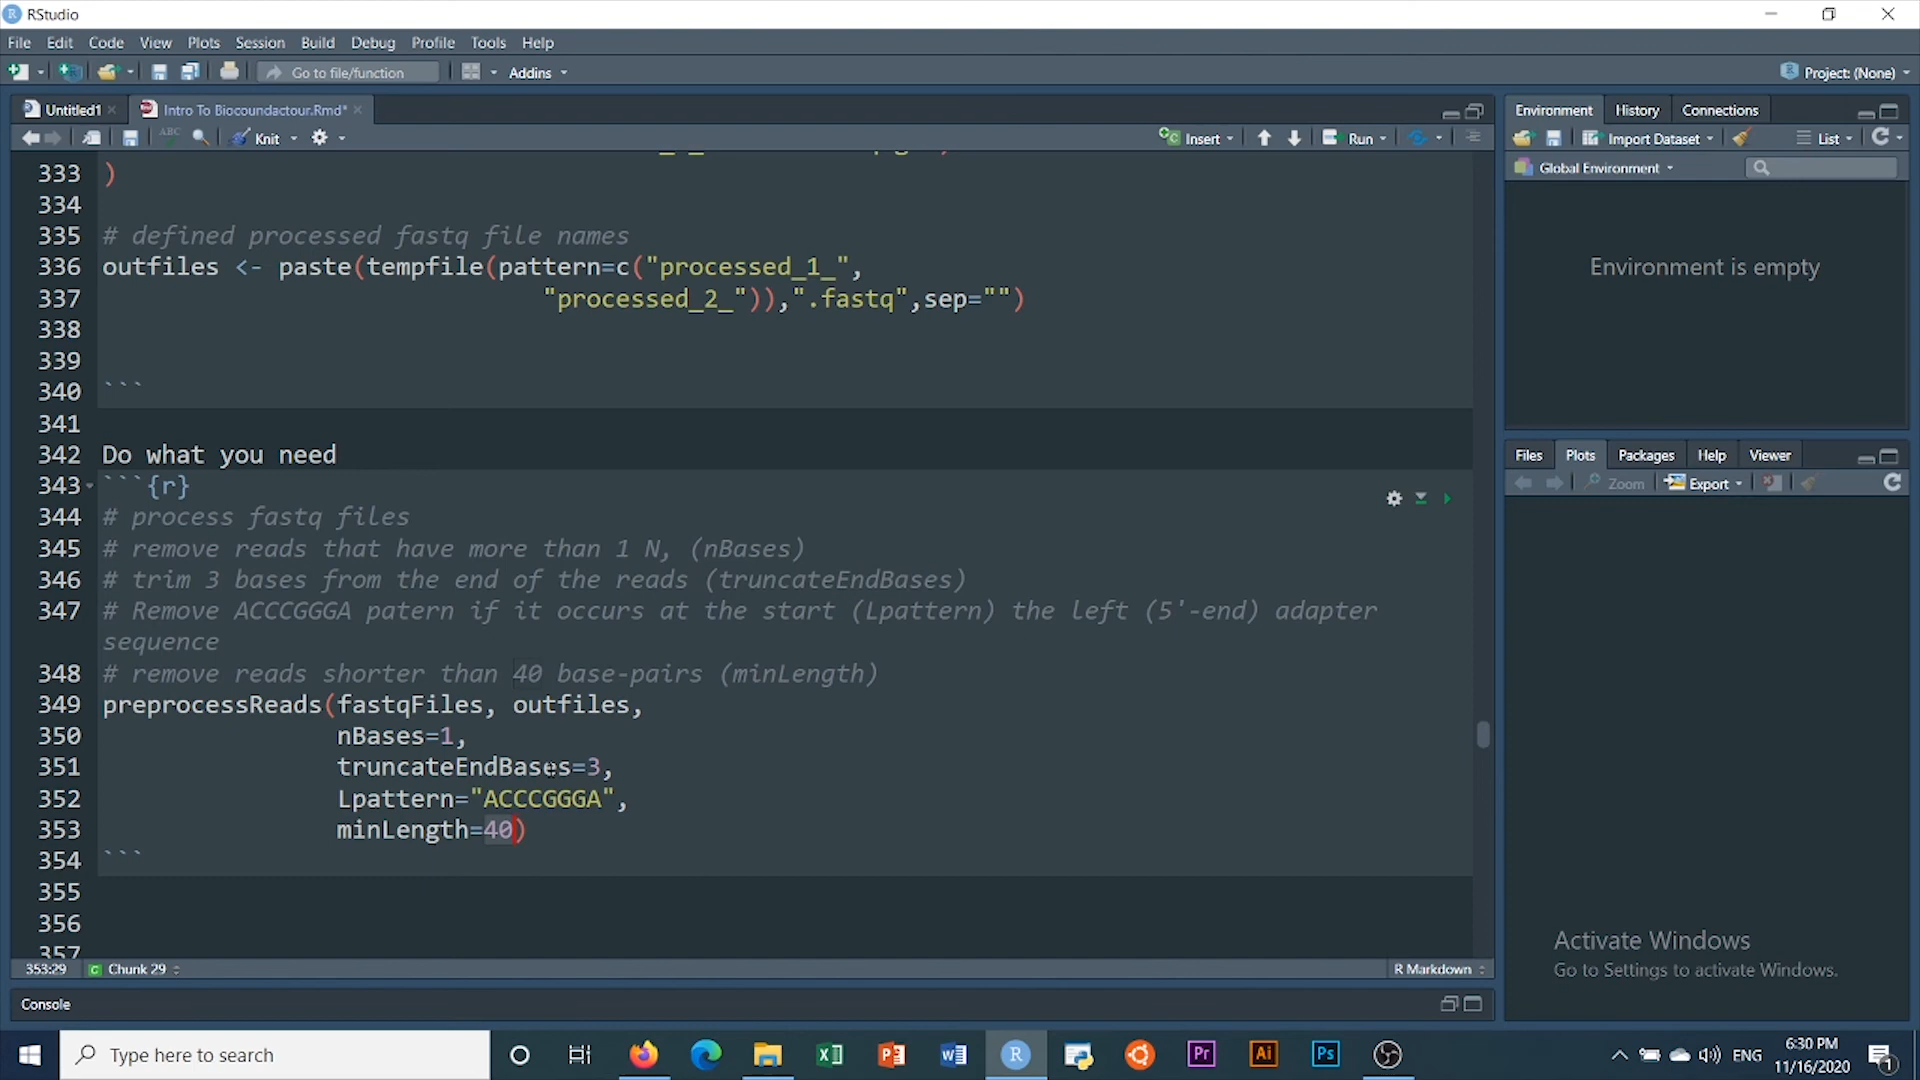 RStudio
File Edit Code View Plots Session Build Debug Profile Tools Help
Go to file/function Addins Project: (None)
Untitled1 Intro To Biocoundactour.Rmd*
ABC Knit Insert Run
333 )
334
335 # defined processed fastq file names
336 outfiles <- paste(tempfile(pattern=c("processed_1_",
337 "processed_2_")),".fastq",sep="")
338
339
340 ```
341
342 Do what you need
343 ```{r}
344 # process fastq files
345 # remove reads that have more than 1 N, (nBases)
346 # trim 3 bases from the end of the reads (truncateEndBases)
347 # Remove ACCCGGGA patern if it occurs at the start (Lpattern) the left (5'-end) adapter
sequence
348 # remove reads shorter than 40 base-pairs (minLength)
349 preprocessReads(fastqFiles, outfiles,
350 nBases=1,
351 truncateEndBases=3,
352 Lpattern="ACCCGGGA",
353 minLength=40)
354 ```
355
356
357
353:29 Chunk 29 R Markdown
Console
Environment History Connections
Import Dataset List
Global Environment
Environment is empty
Files Plots Packages Help Viewer
Zoom Export
Activate Windows
Go to Settings to activate Windows.
Type here to search
X P W R Pr Ai Ps
ENG
6:30 PM
11/16/2020
1